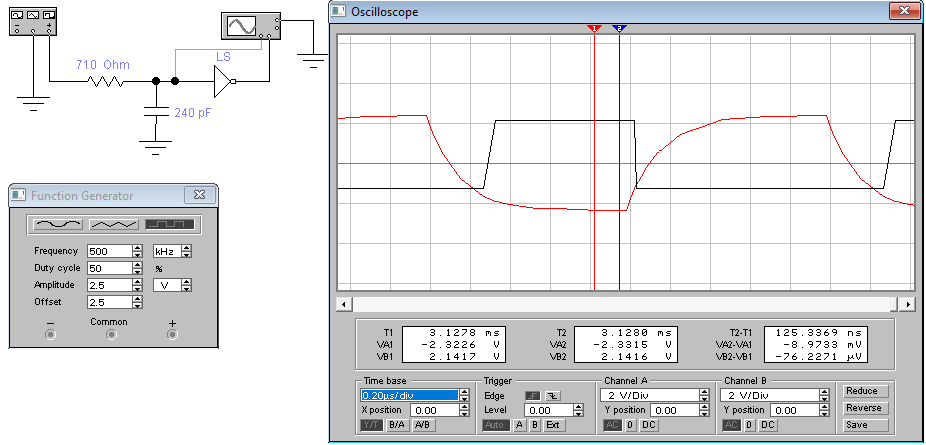 LS
710 Ohm
240 pF
Function Generator
Frequency 500 kHz
Duty cycle 50 %
Amplitude 2.5 V
Offset 2.5
− Common +
Oscilloscope
1 2
T1 3.1278 ms T2 3.1280 ms T2-T1 125.3369 ns
VA1 -2.3226 V VA2 -2.3315 V VA2-VA1 -8.9733 mV
VB1 2.1417 V VB2 2.1416 V VB2-VB1 -76.2271 µV
Time base Trigger Channel A Channel B
0.20µs/div Edge 2 V/Div 2 V/Div Reduce
X position 0.00 Level 0.00 Y position 0.00 Y position 0.00 Reverse
Y/T B/A A/B Auto A B Ext AC 0 DC AC 0 DC Save